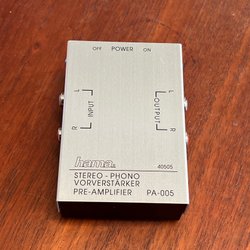 OFF POWER ON
L L
INPUT OUTPUT
R R
hama®
40505
STEREO - PHONO
VORVERSTÄRKER
PRE-AMPLIFIER PA-005